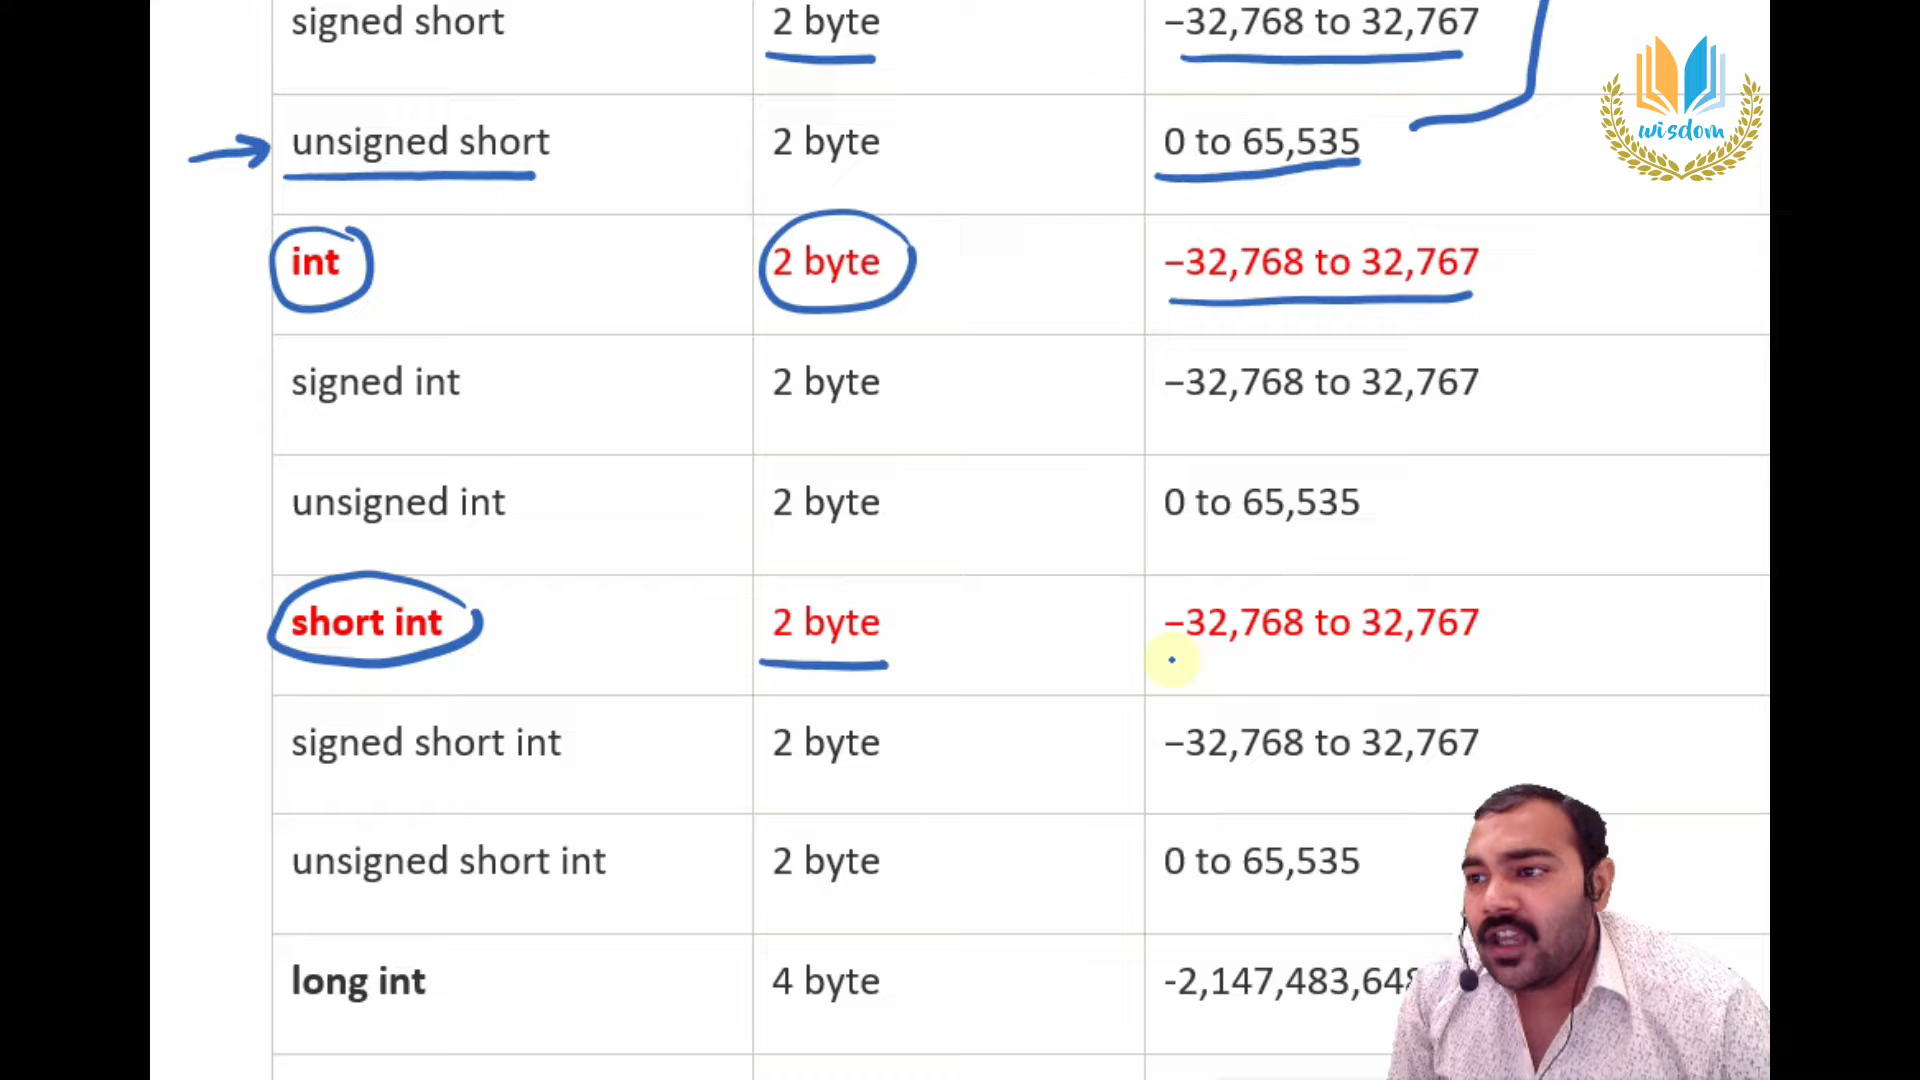 signed short 2 byte −32,768 to 32,767
wisdom
unsigned short 2 byte 0 to 65,535
int 2 byte −32,768 to 32,767
signed int 2 byte −32,768 to 32,767
unsigned int 2 byte 0 to 65,535
short int 2 byte −32,768 to 32,767
signed short int 2 byte −32,768 to 32,767
unsigned short int 2 byte 0 to 65,535
long int 4 byte -2,147,483,648